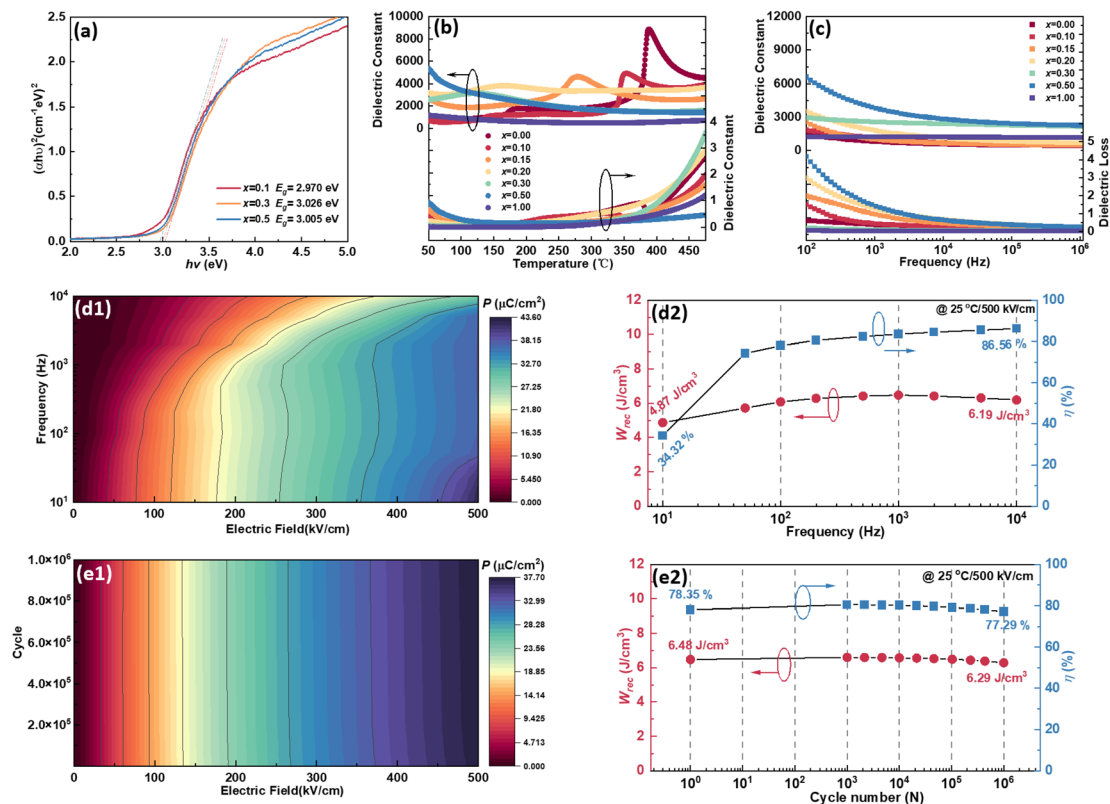 (a)
(αhυ)²(cm⁻¹eV)²
2.5
2.0
1.5
1.0
0.5
0.0
x=0.1 Eg= 2.970 eV
x=0.3 Eg= 3.026 eV
x=0.5 Eg= 3.005 eV
2.0 2.5 3.0 3.5 4.0 4.5 5.0
hν (eV)
(b)
Dielectric Constant
10000
8000
6000
4000
2000
0
x=0.00
x=0.10
x=0.15
x=0.20
x=0.30
x=0.50
x=1.00
4
3
2
1
0
Dielectric Constant
50 100 150 200 250 300 350 400 450
Temperature (℃)
(c)
Dielectric Constant
12000
9000
6000
3000
0
x=0.00
x=0.10
x=0.15
x=0.20
x=0.30
x=0.50
x=1.00
5
4
3
2
1
0
Dielectric Loss
10² 10³ 10⁴ 10⁵ 10⁶
Frequency (Hz)
(d1)
Frequency (Hz)
10⁴
10³
10²
10¹
0 100 200 300 400 500
Electric Field(kV/cm)
P (μC/cm²)
43.60
38.15
32.70
27.25
21.80
16.35
10.90
5.450
0.000
(d2)
@ 25 °C/500 kV/cm
Wrec (J/cm³)
12
10
8
6
4
2
0
4.87 J/cm³
34.32 %
86.56 %
6.19 J/cm³
100
80
60
40
20
0
η (%)
10¹ 10² 10³ 10⁴
Frequency (Hz)
(e1)
Cycle
1.0×10⁶
8.0×10⁵
6.0×10⁵
4.0×10⁵
2.0×10⁵
0 100 200 300 400 500
Electric Field(kV/cm)
P (μC/cm²)
37.70
32.99
28.27
23.56
18.85
14.14
9.425
4.713
0.000
(e2)
@ 25 °C/500 kV/cm
Wrec (J/cm³)
12
10
8
6
4
2
0
78.35 %
77.29 %
6.48 J/cm³
6.29 J/cm³
100
80
60
40
20
0
η (%)
10⁰ 10¹ 10² 10³ 10⁴ 10⁵ 10⁶
Cycle number (N)